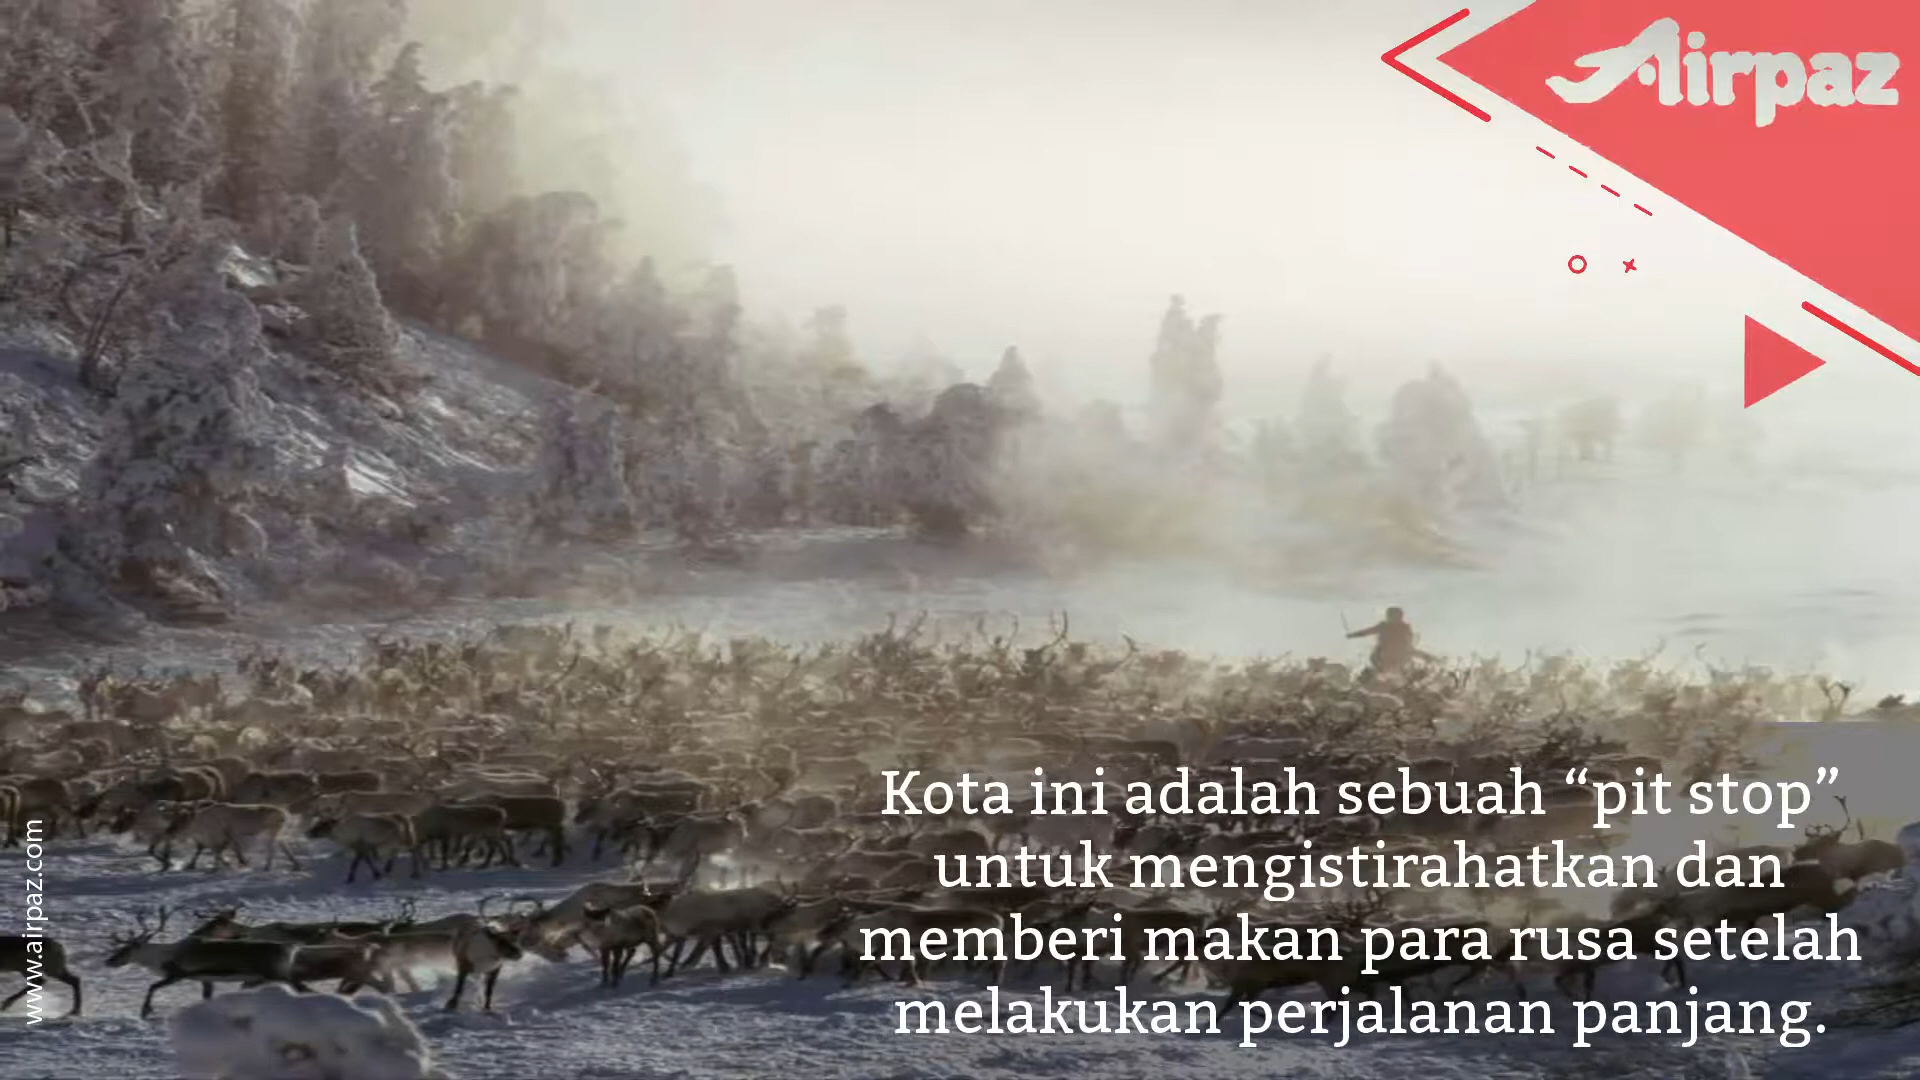 Airpaz
Kota ini adalah sebuah “pit stop”
untuk mengistirahatkan dan
memberi makan para rusa setelah
melakukan perjalanan panjang.
www.airpaz.com